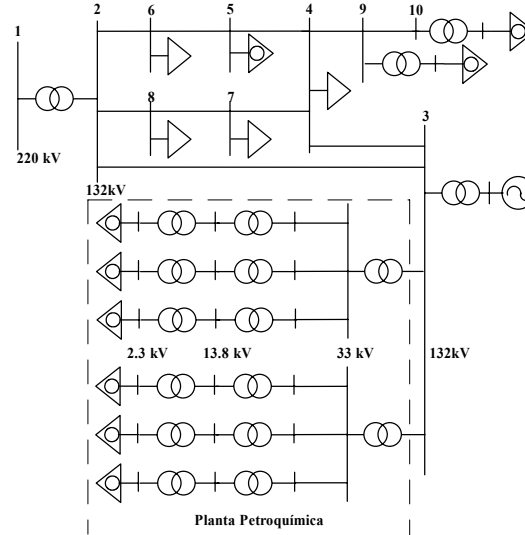 2 6 5 4 9 10
1
8 7
3
220 kV
132kV
2.3 kV 13.8 kV 33 kV 132kV
Planta Petroquímica